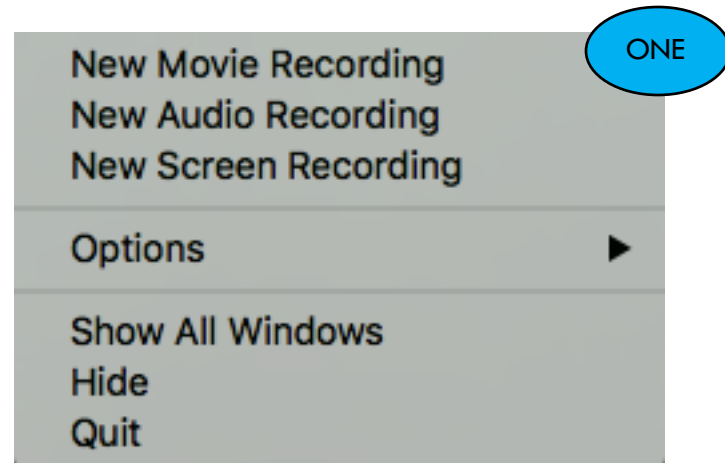 ONE
New Movie Recording
New Audio Recording
New Screen Recording
Options
Show All Windows
Hide
Quit